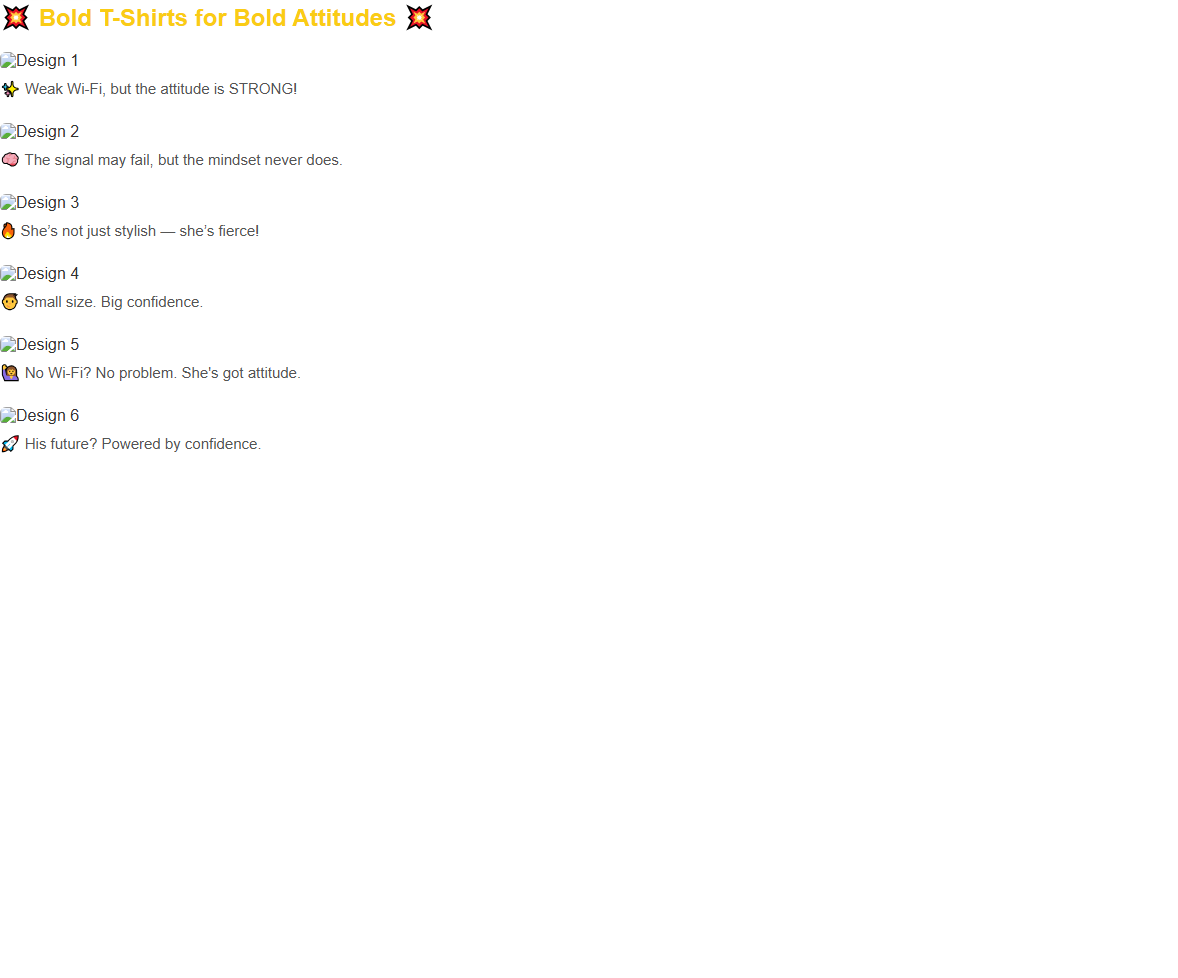 💥 Bold T-Shirts for Bold Attitudes 💥
Design 1
✨ Weak Wi-Fi, but the attitude is STRONG!
Design 2
🧠 The signal may fail, but the mindset never does.
Design 3
🔥 She’s not just stylish — she’s fierce!
Design 4
👦 Small size. Big confidence.
Design 5
🙋‍♀️ No Wi-Fi? No problem. She's got attitude.
Design 6
🚀 His future? Powered by confidence.